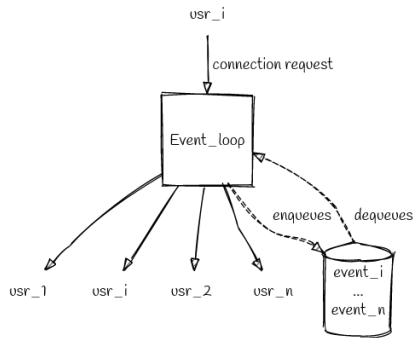 usr_i
connection request
Event_loop
enqueues
dequeues
usr_1
usr_i
usr_2
usr_n
event_i
...
event_n